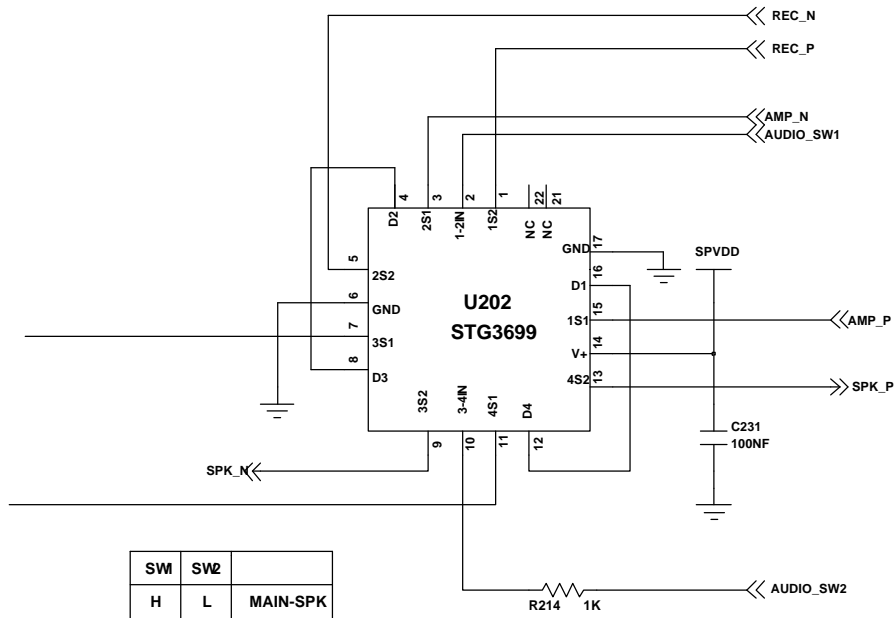 REC_N
REC_P
AMP_N
AUDIO_SW1
4 3 2 1 22 21
D2 2S1 1-2IN 1S2 NC NC
GND 17
SPVDD
5
2S2
16
D1
6
GND
U202
15
1S1
AMP_P
7
3S1
STG3699
14
V+
8
D3
13
4S2
SPK_P
3S2 3-4IN 4S1 D4
C231
100NF
9 10 11 12
SPK_N
SW1 SW2
H L MAIN-SPK
R214 1K
AUDIO_SW2